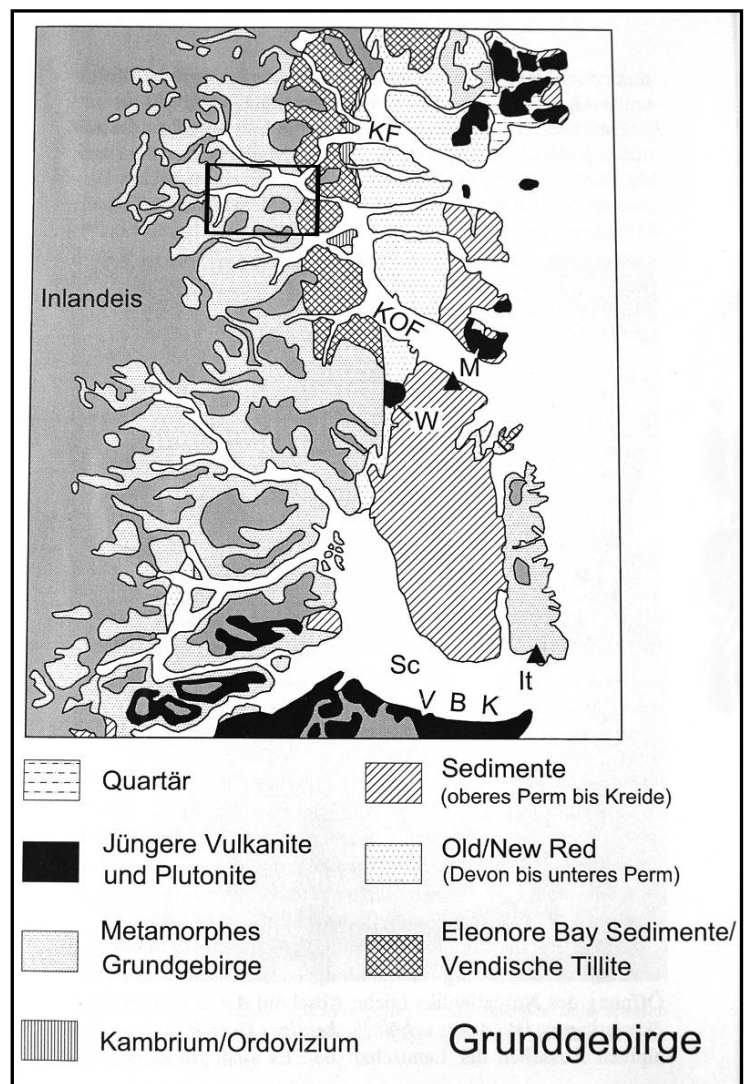 KF
Inlandeis
KOF
M
W
Sc
It
V B K
Quartär
Sedimente
(oberes Perm bis Kreide)
Jüngere Vulkanite
und Plutonite
Old/New Red
(Devon bis unteres Perm)
Metamorphes
Grundgebirge
Eleonore Bay Sedimente/
Vendische Tillite
Kambrium/Ordovizium
Grundgebirge